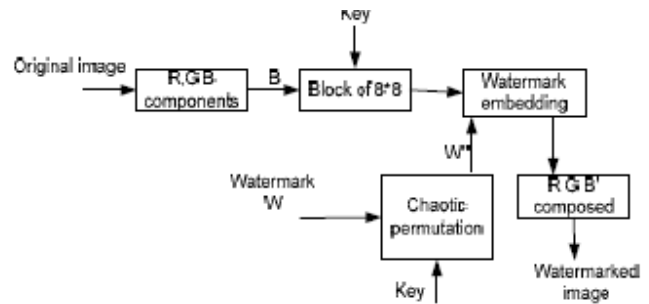 Key
Original image
R,G,B
components
B
Block of 8*8
Watermark
embedding
W"
Watermark
W
Chaotic
permutation
Key
R G B'
composed
Watermarked
image